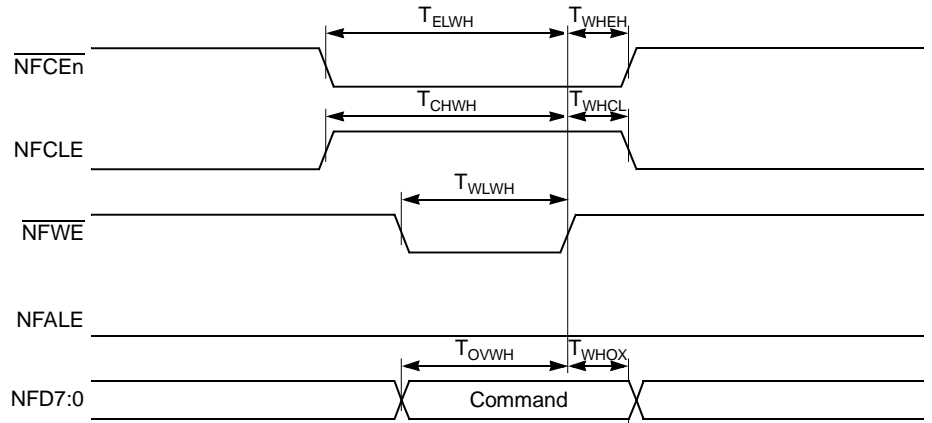 TELWH TWHEH
NFCEn
TCHWH TWHCL
NFCLE
TWLWH
NFWE
NFALE
TOVWH TWHOX
NFD7:0 Command